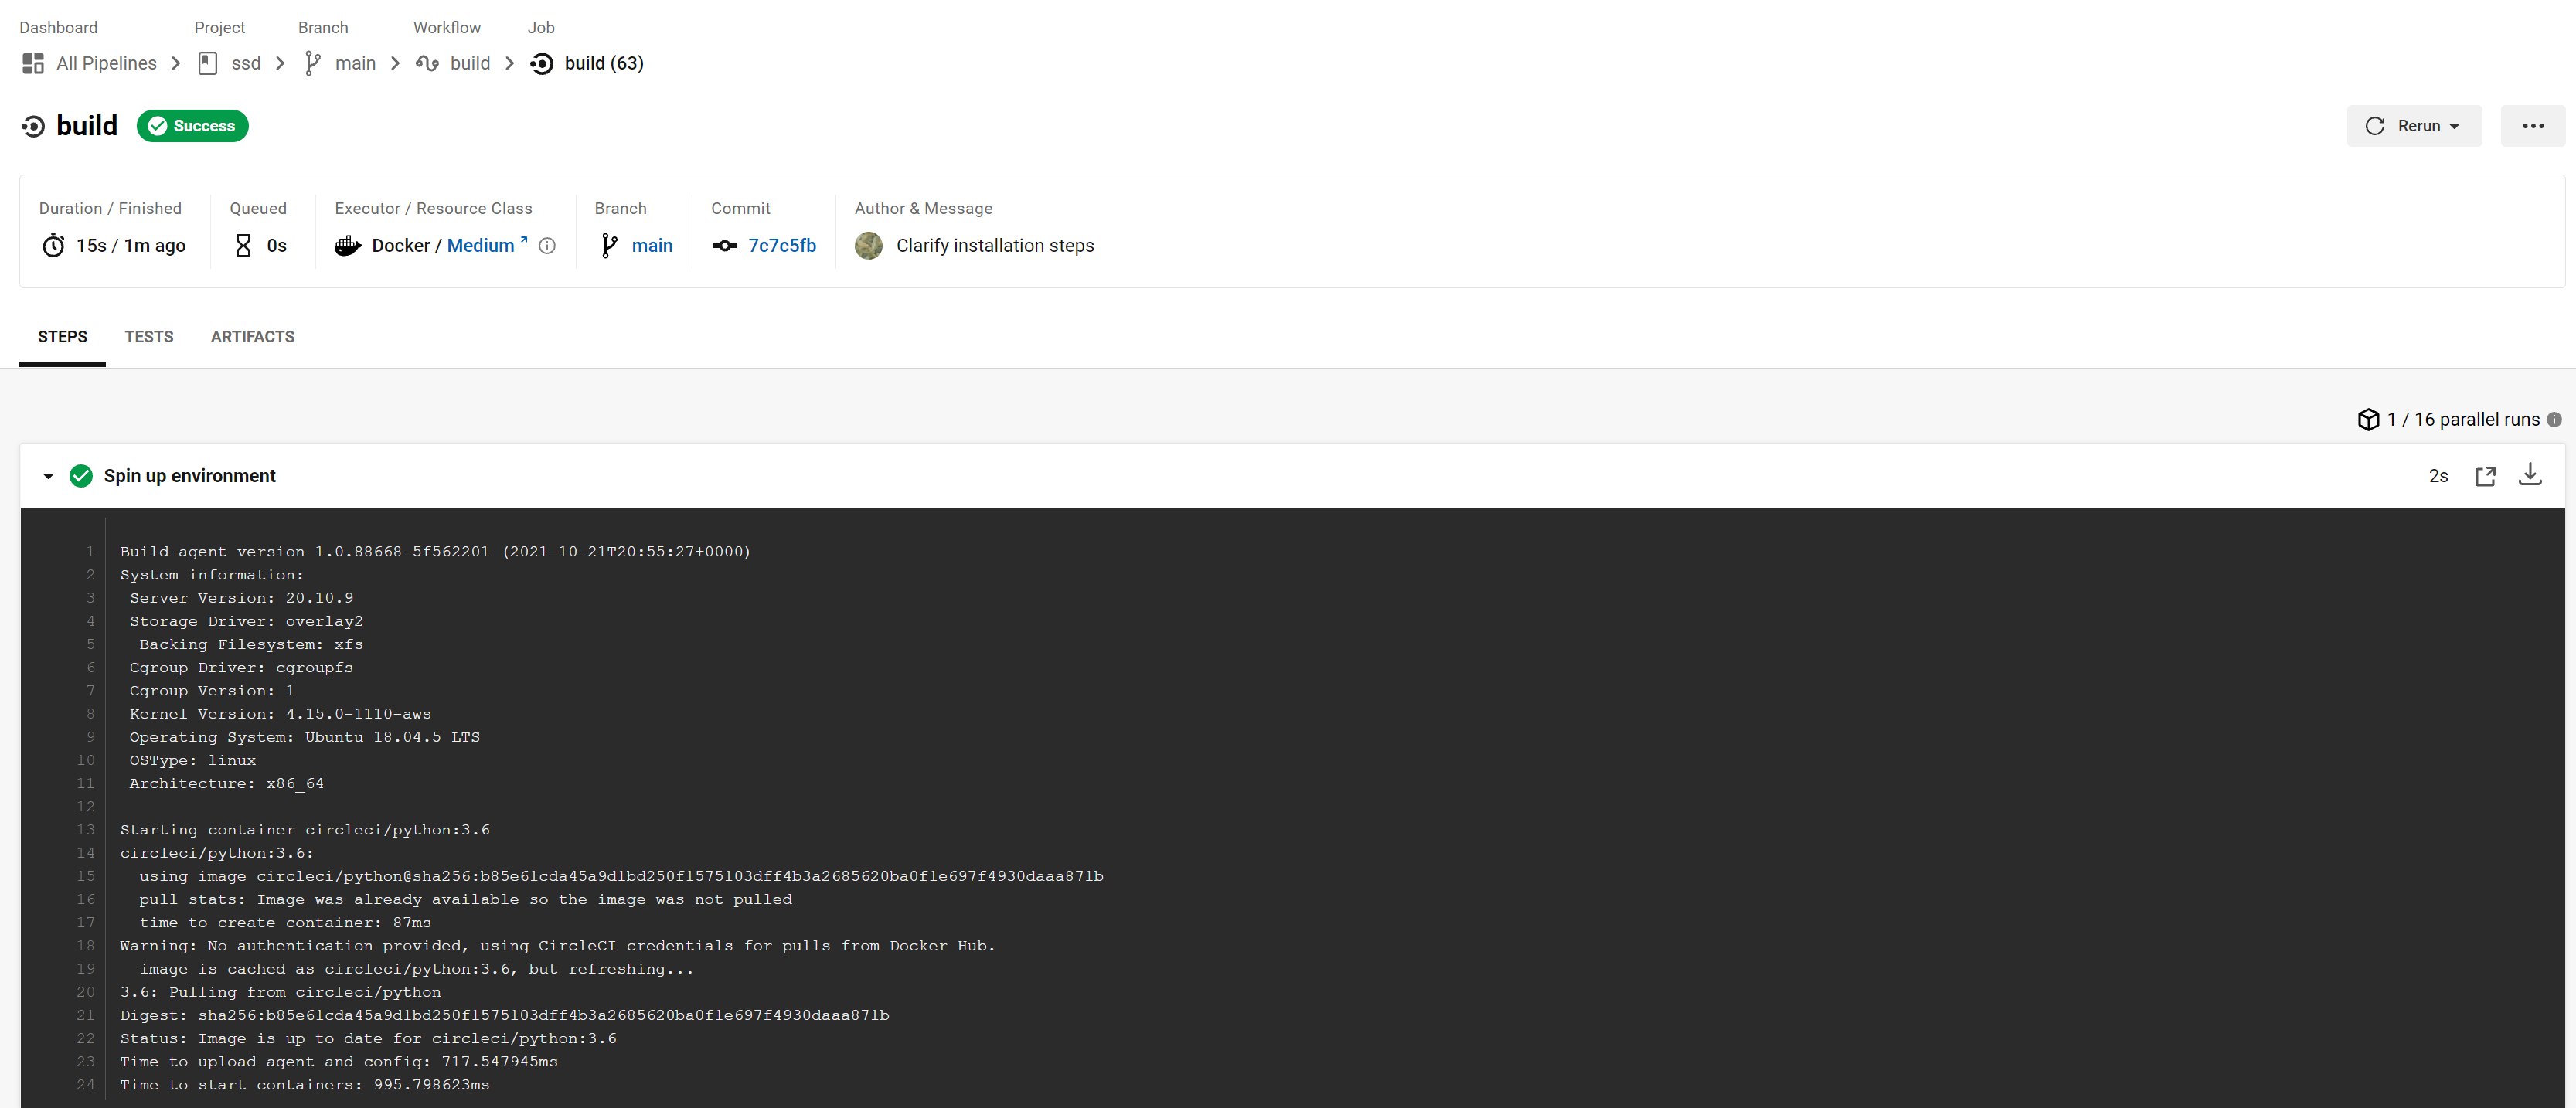 Dashboard Project Branch Workflow Job
All Pipelines ssd main build build (63)
build Success Rerun
Duration / Finished Queued Executor / Resource Class Branch Commit Author & Message
15s / 1m ago 0s Docker / Medium main 7c7c5fb Clarify installation steps
STEPS TESTS ARTIFACTS
1 / 16 parallel runs
Spin up environment 2s
1 Build-agent version 1.0.88668-5f562201 (2021-10-21T20:55:27+0000)
2 System information:
3 Server Version: 20.10.9
4 Storage Driver: overlay2
5 Backing Filesystem: xfs
6 Cgroup Driver: cgroupfs
7 Cgroup Version: 1
8 Kernel Version: 4.15.0-1110-aws
9 Operating System: Ubuntu 18.04.5 LTS
10 OSType: linux
11 Architecture: x86_64
12
13 Starting container circleci/python:3.6
14 circleci/python:3.6:
15 using image circleci/python@sha256:b85e61cda45a9d1bd250f1575103dff4b3a2685620ba0f1e697f4930daaa871b
16 pull stats: Image was already available so the image was not pulled
17 time to create container: 87ms
18 Warning: No authentication provided, using CircleCI credentials for pulls from Docker Hub.
19 image is cached as circleci/python:3.6, but refreshing...
20 3.6: Pulling from circleci/python
21 Digest: sha256:b85e61cda45a9d1bd250f1575103dff4b3a2685620ba0f1e697f4930daaa871b
22 Status: Image is up to date for circleci/python:3.6
23 Time to upload agent and config: 717.547945ms
24 Time to start containers: 995.798623ms